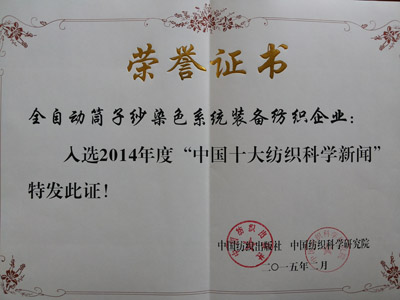 荣誉证书
全自动筒子纱染色系统装备纺织企业：
入选2014年度“中国十大纺织科学新闻”
特发此证！
中国纺织出版社 中国纺织科学研究院
二〇一五年 月